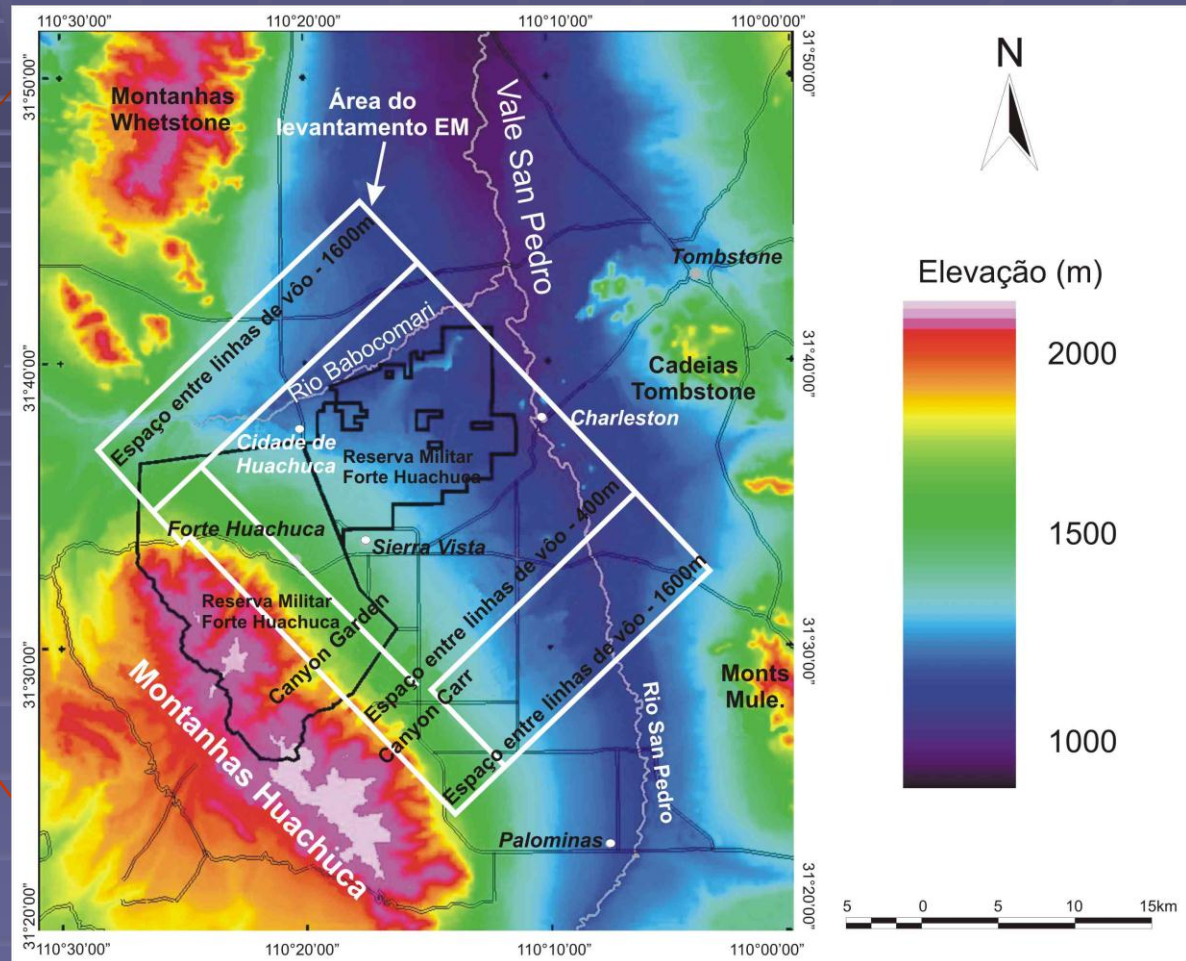 110°30'00" 110°20'00" 110°10'00" 110°00'00"
31°50'00"
31°50'00"
N
Montanhas
Whetstone
Área do
levantamento EM
Vale San Pedro
Tombstone
Elevação (m)
2000
1500
1000
Espaço entre linhas de vôo - 1600m
Rio Babocomari
31°40'00"
31°40'00"
Cadeias
Tombstone
Charleston
Cidade de
Huachuca
Reserva Militar
Forte Huachuca
Forte Huachuca
Sierra Vista
Espaço entre linhas de vôo - 400m
Espaço entre linhas de vôo - 1600m
Reserva Militar
Forte Huachuca
Canyon Garden
Canyon Carr
31°30'00"
31°30'00"
Monts
Mule.
Montanhas Huachuca
Rio San Pedro
Palominas
31°20'00"
31°20'00"
5 0 5 10 15km
110°30'00" 110°20'00" 110°10'00" 110°00'00"